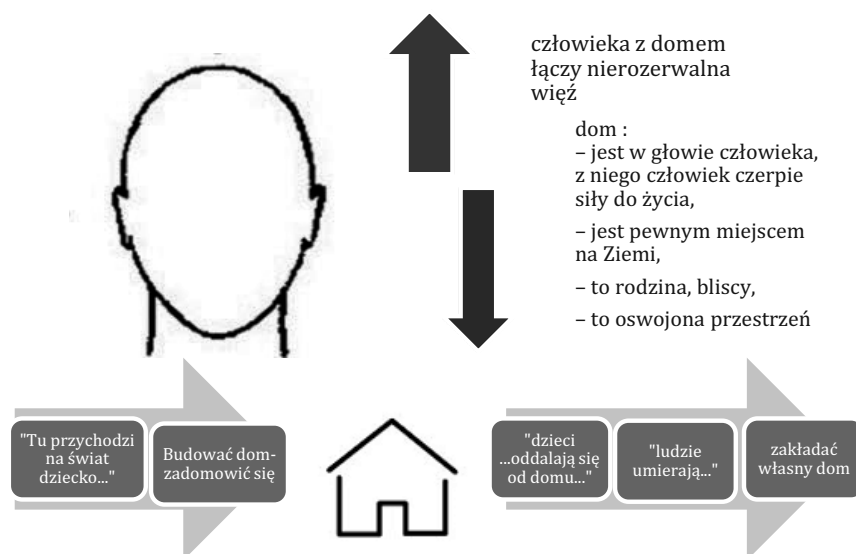 człowieka z domem
łączy nierozerwalna
więź
dom :
– jest w głowie człowieka,
z niego człowiek czerpie
siły do życia,
– jest pewnym miejscem
na Ziemi,
– to rodzina, bliscy,
– to oswojona przestrzeń
"Tu przychodzi
na świat
dziecko..."
Budować dom-
zadomowić się
"dzieci
...oddalają się
od domu..."
"ludzie
umierają..."
zakładać
własny dom